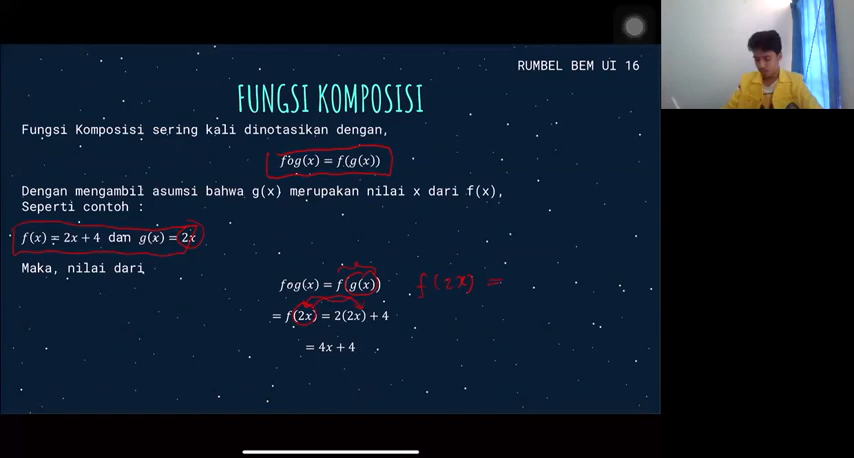 RUMBEL BEM UI 16
FUNGSI KOMPOSISI
Fungsi Komposisi sering kali dinotasikan dengan,
fog(x) = f(g(x))
Dengan mengambil asumsi bahwa g(x) merupakan nilai x dari f(x),
Seperti contoh :
f(x) = 2x + 4 dan g(x) = 2x
Maka, nilai dari
fog(x) = f(g(x)) f(2x) =
= f(2x) = 2(2x) + 4
= 4x + 4